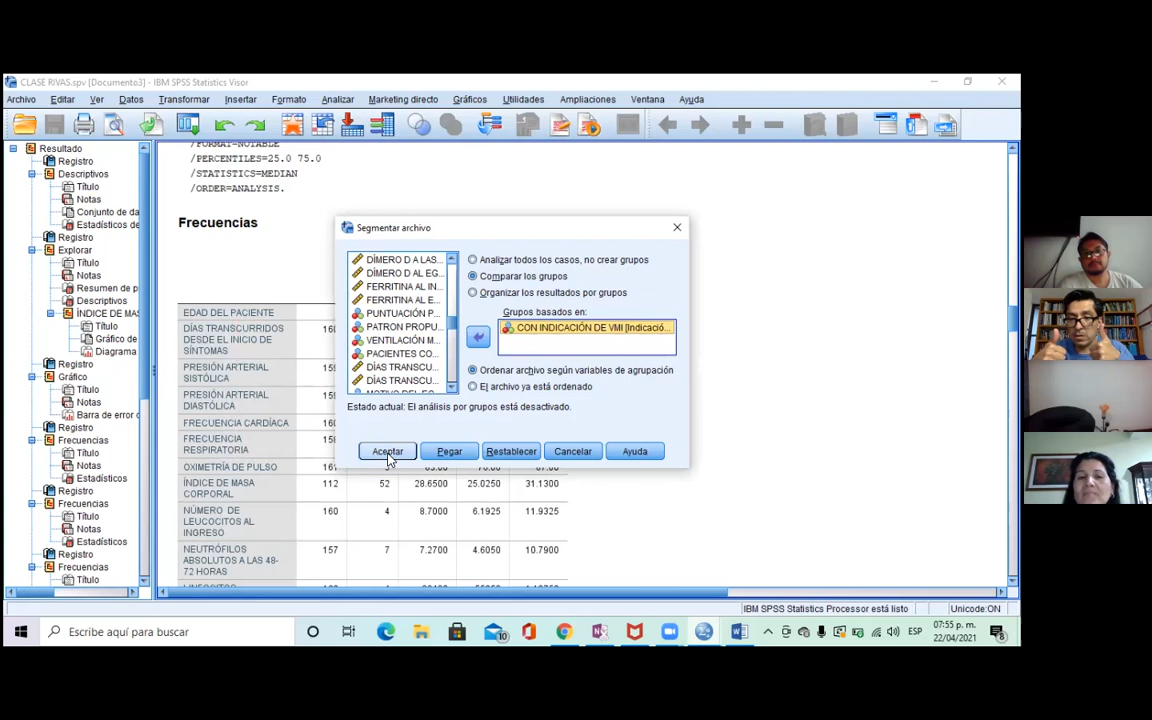 CLASE RIVAS.spv [Documento3] - IBM SPSS Statistics Visor
Archivo Editar Ver Datos Transformar Insertar Formato Analizar Marketing directo Gráficos Utilidades Ampliaciones Ventana Ayuda
Resultado
Registro
Descriptivos
Título
Notas
Conjunto de da
Estadísticos de
Registro
Explorar
Título
Notas
Resumen de p
Descriptivos
ÍNDICE DE MAS
Título
Gráfico
Diagrama
Registro
Gráfico
Título
Notas
Barra de error c
Frecuencias
Título
Notas
Estadísticos
Registro
Frecuencias
Título
Notas
Estadísticos
Registro
Frecuencias
Título
/FORMAT=NOTABLE
/PERCENTILES=25.0 75.0
/STATISTICS=MEDIAN
/ORDER=ANALYSIS.
Frecuencias
EDAD DEL PACIENTE
DÍAS TRANSCURRIDOS DESDE EL INICIO DE SÍNTOMAS
PRESIÓN ARTERIAL SISTÓLICA
PRESIÓN ARTERIAL DIASTÓLICA
FRECUENCIA CARDÍACA
FRECUENCIA RESPIRATORIA
OXIMETRÍA DE PULSO
ÍNDICE DE MASA CORPORAL 112 52 28.6500 25.0250 31.1300
NÚMERO DE LEUCOCITOS AL INGRESO 160 4 8.7000 6.1925 11.9325
NEUTRÓFILOS ABSOLUTOS A LAS 48-72 HORAS 157 7 7.2700 4.6050 10.7900
Segmentar archivo
DÍMERO D A LAS...
DÍMERO D AL EG...
FERRITINA AL IN...
FERRITINA AL E...
PUNTUACIÓN P...
PATRON PROPU...
VENTILACIÓN M...
PACIENTES CO...
DÍAS TRANSCU...
DÍAS TRANSCU...
Analizar todos los casos, no crear grupos
Comparar los grupos
Organizar los resultados por grupos
Grupos basados en:
CON INDICACIÓN DE VMI [Indicació...
Ordenar archivo según variables de agrupación
El archivo ya está ordenado
Estado actual: El análisis por grupos está desactivado.
Aceptar Pegar Restablecer Cancelar Ayuda
IBM SPSS Statistics Processor está listo
Unicode:ON
Escribe aquí para buscar
10
ESP
07:55 p. m.
22/04/2021
8